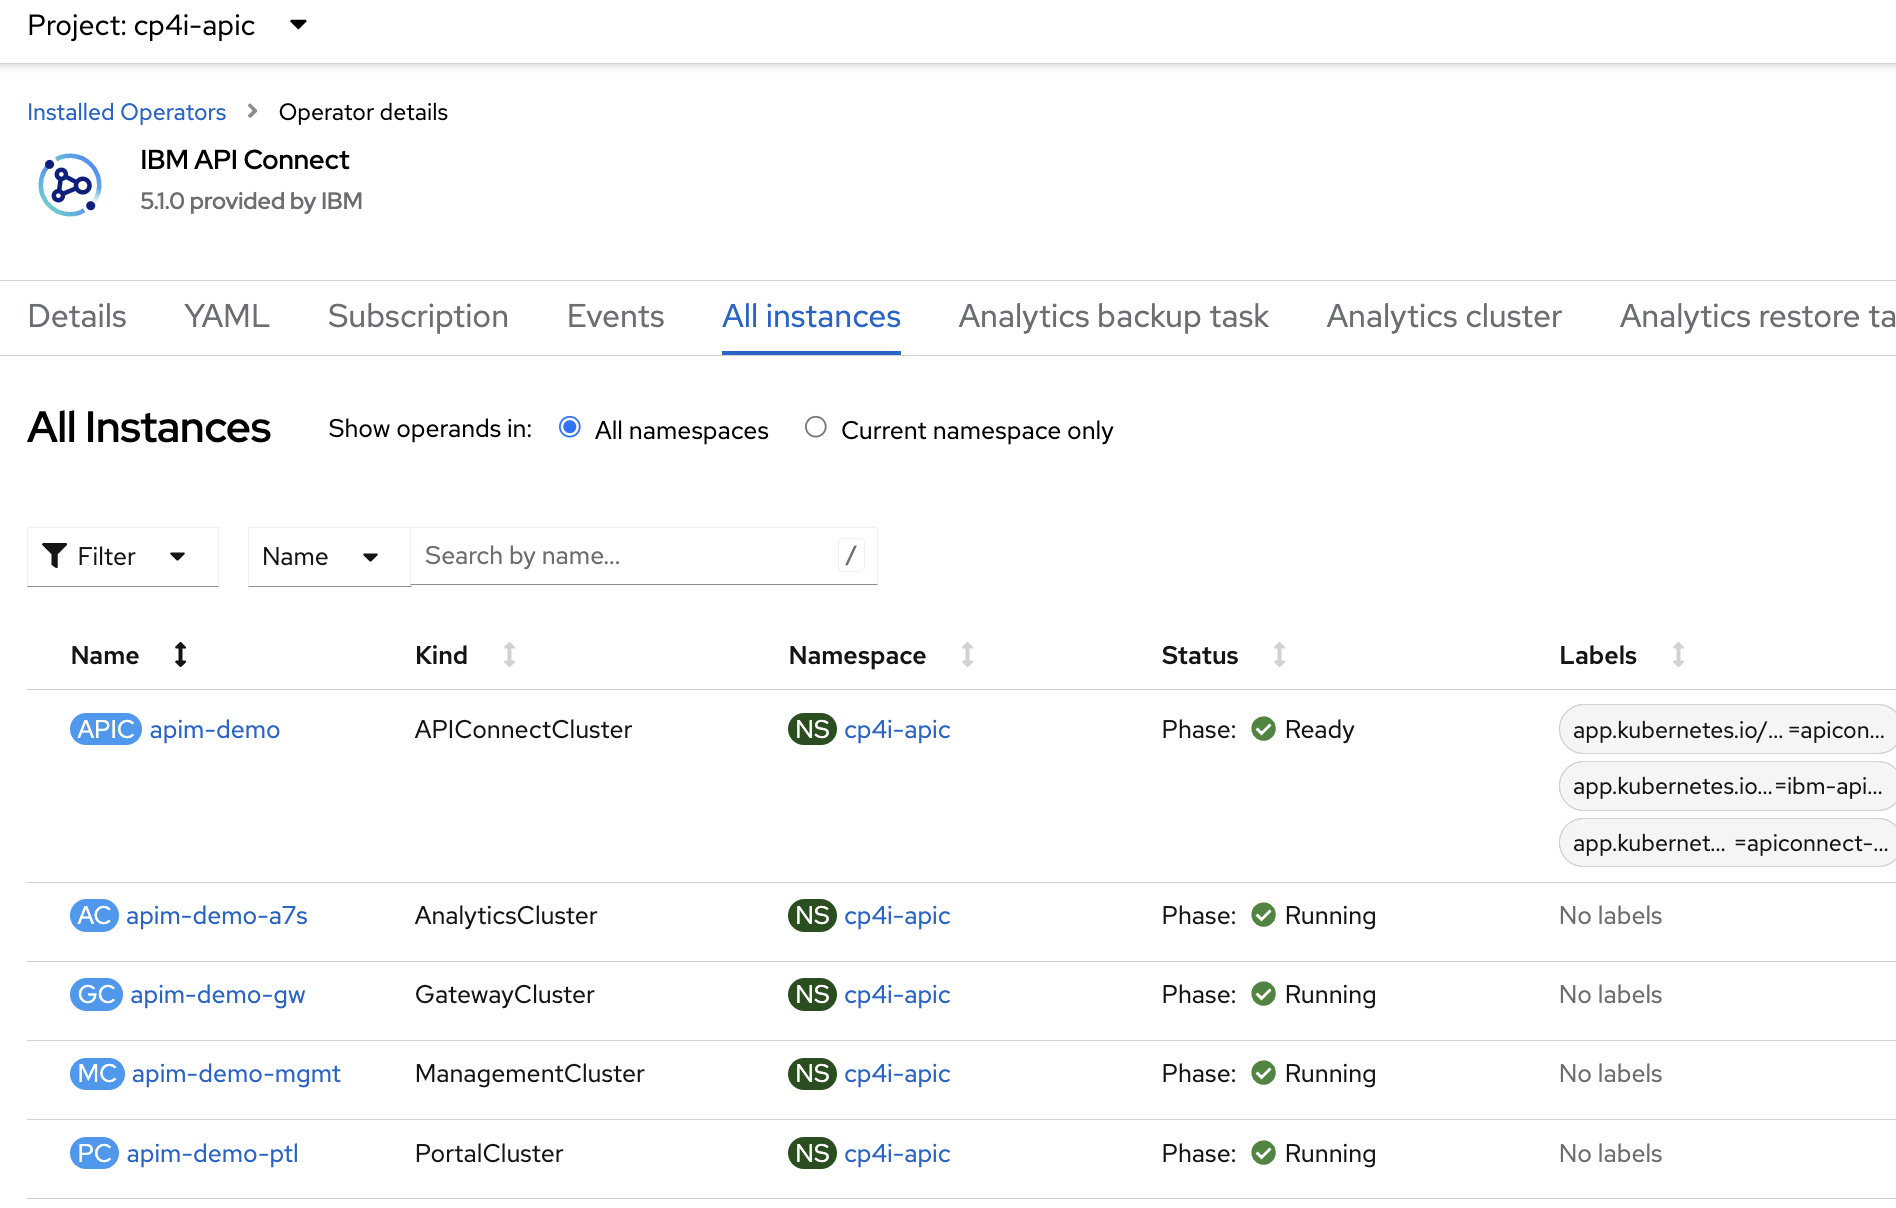 Project: cp4i-apic
Installed Operators > Operator details
IBM API Connect
5.1.0 provided by IBM
Details YAML Subscription Events All instances Analytics backup task Analytics cluster Analytics restore ta
All Instances Show operands in: All namespaces Current namespace only
Filter Name Search by name... /
Name Kind Namespace Status Labels
APIC apim-demo APIConnectCluster NS cp4i-apic Phase: Ready app.kubernetes.io/... =apicon...
app.kubernetes.io...=ibm-api...
app.kubernet... =apiconnect-...
AC apim-demo-a7s AnalyticsCluster NS cp4i-apic Phase: Running No labels
GC apim-demo-gw GatewayCluster NS cp4i-apic Phase: Running No labels
MC apim-demo-mgmt ManagementCluster NS cp4i-apic Phase: Running No labels
PC apim-demo-ptl PortalCluster NS cp4i-apic Phase: Running No labels